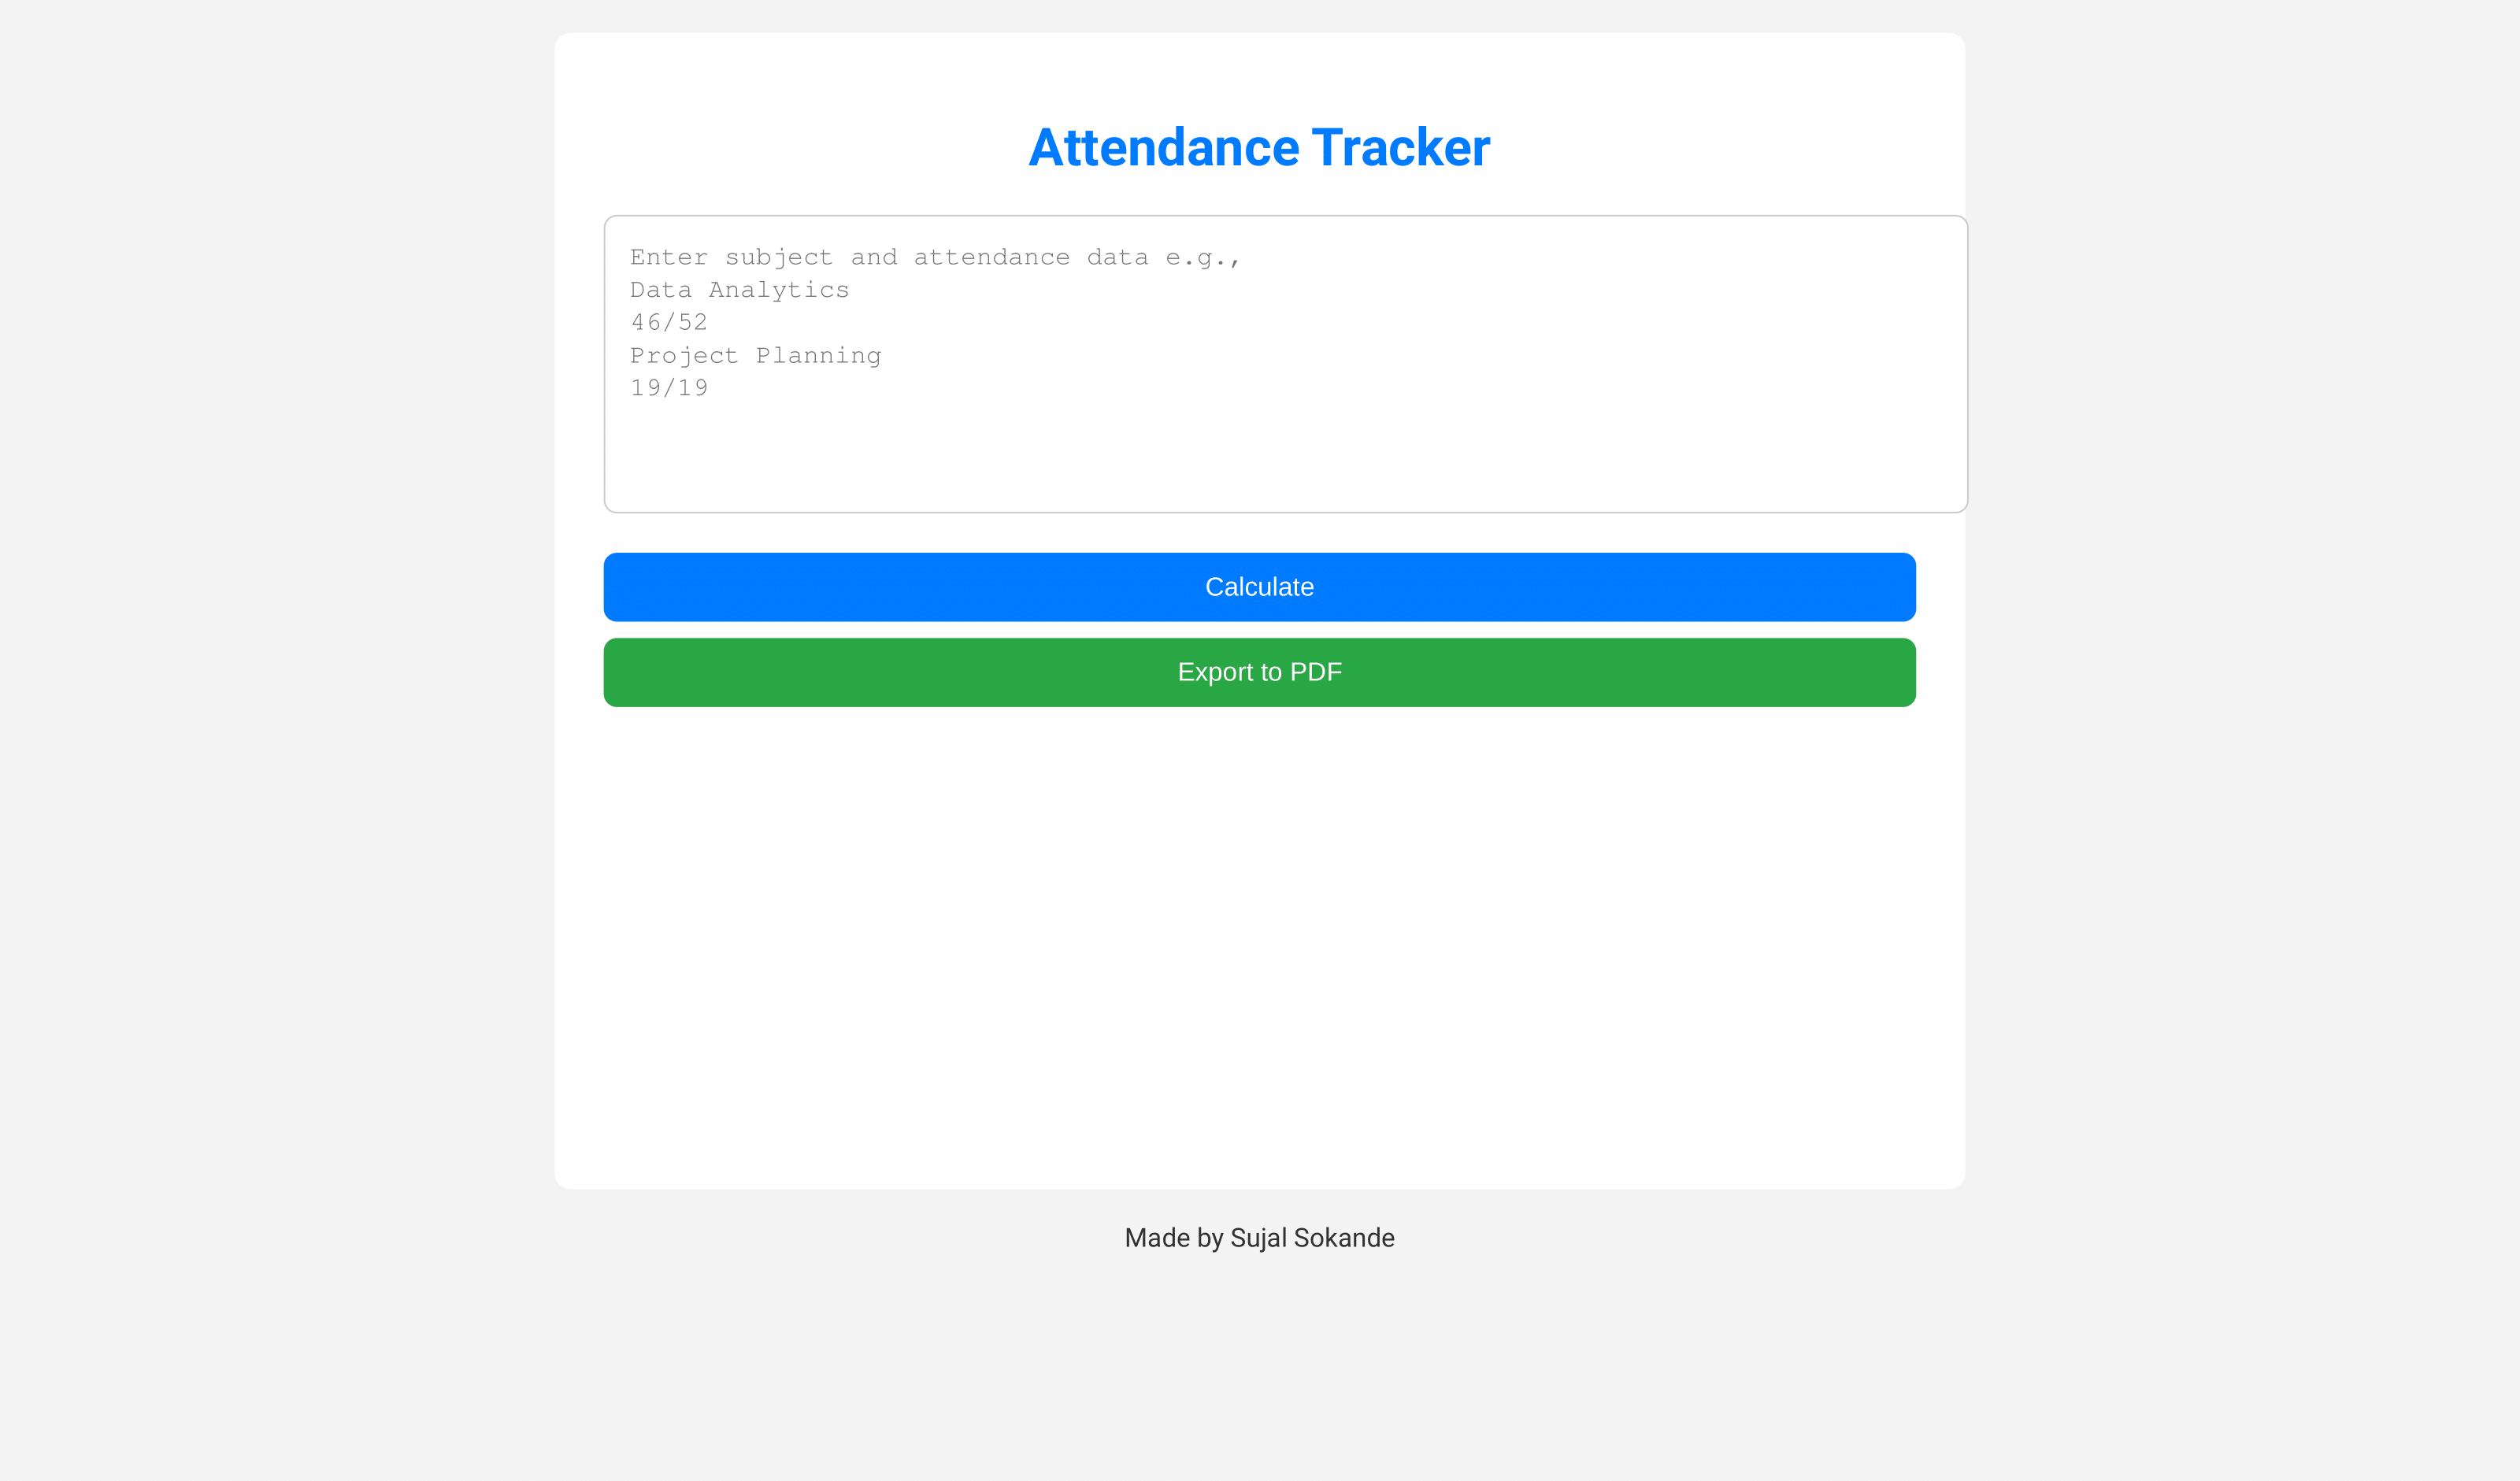 Attendance Tracker
Enter subject and attendance data e.g.,
Data Analytics
46/52
Project Planning
19/19
Calculate
Export to PDF
Made by Sujal Sokande